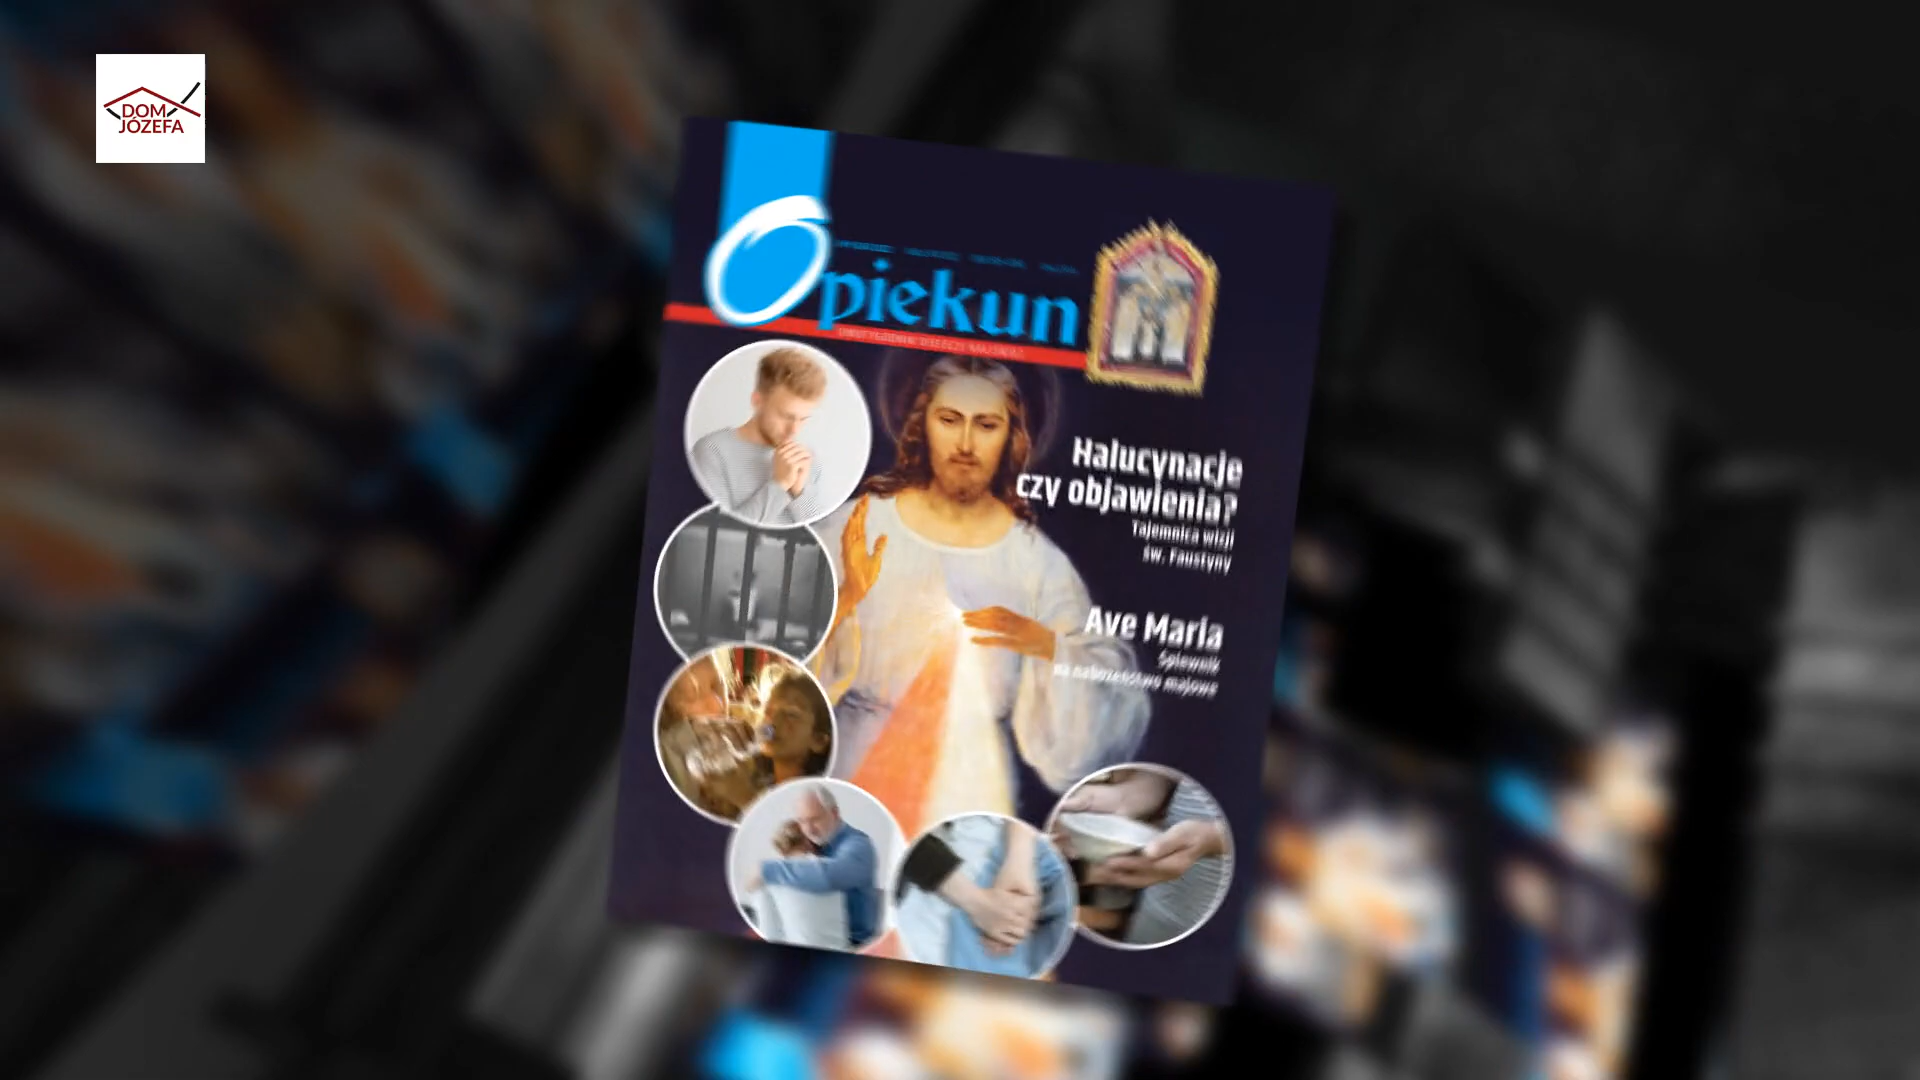 DOM
JÓZEFA
Opiekun
Halucynacje
czy objawienia?
Tajemnica wizji
św. Faustyny
Ave Maria
Śpiewnik
na nabożeństwo majowe